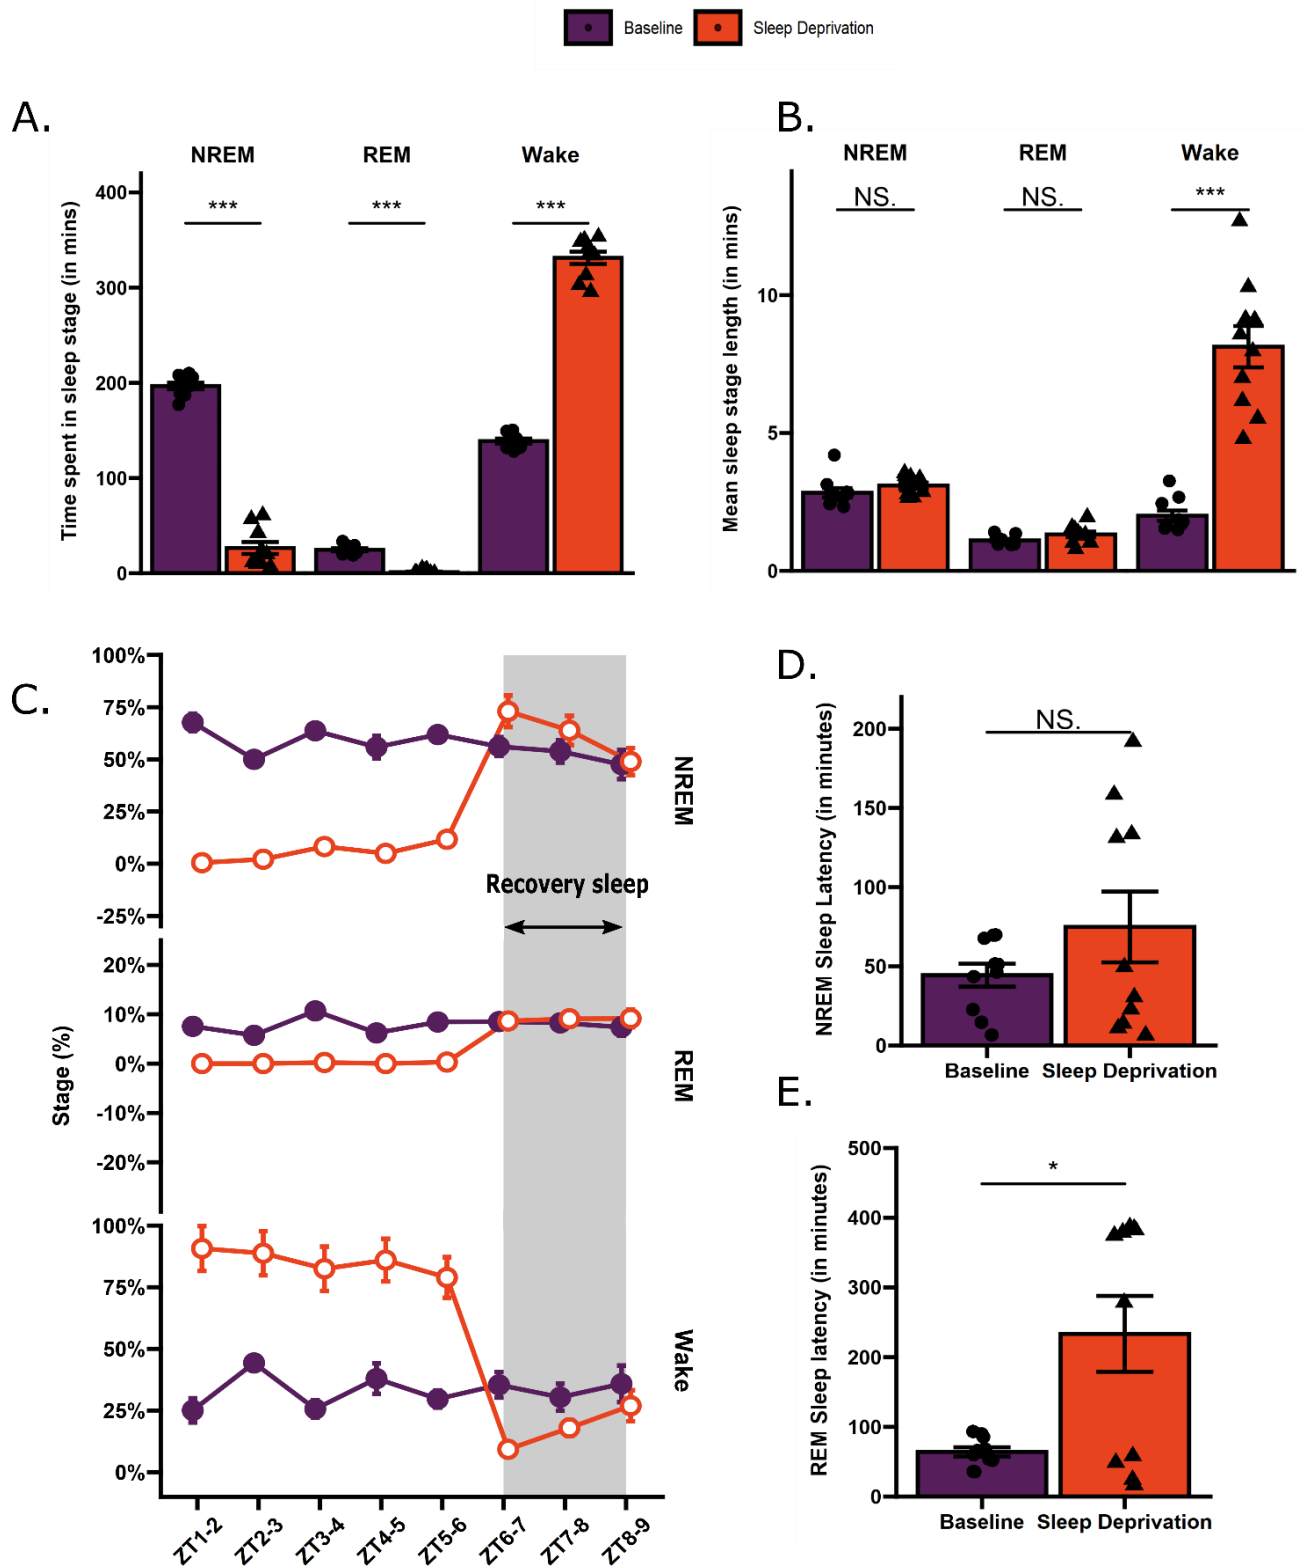 Baseline Sleep Deprivation
A.
NREM REM Wake
*** *** ***
Time spent in sleep stage (in mins)
400
300
200
100
0
B.
NREM REM Wake
NS. NS. ***
Mean sleep stage length (in mins)
10
5
0
C.
Stage (%)
100%
75%
50%
25%
0%
-25%
NREM
Recovery sleep
20%
10%
0%
-10%
-20%
REM
100%
75%
50%
25%
0%
Wake
ZT1-2 ZT2-3 ZT3-4 ZT4-5 ZT5-6 ZT6-7 ZT7-8 ZT8-9
D.
NREM Sleep Latency (in minutes)
NS.
200
150
100
50
0
Baseline Sleep Deprivation
E.
REM Sleep latency (in minutes)
*
500
400
300
200
100
0
Baseline Sleep Deprivation